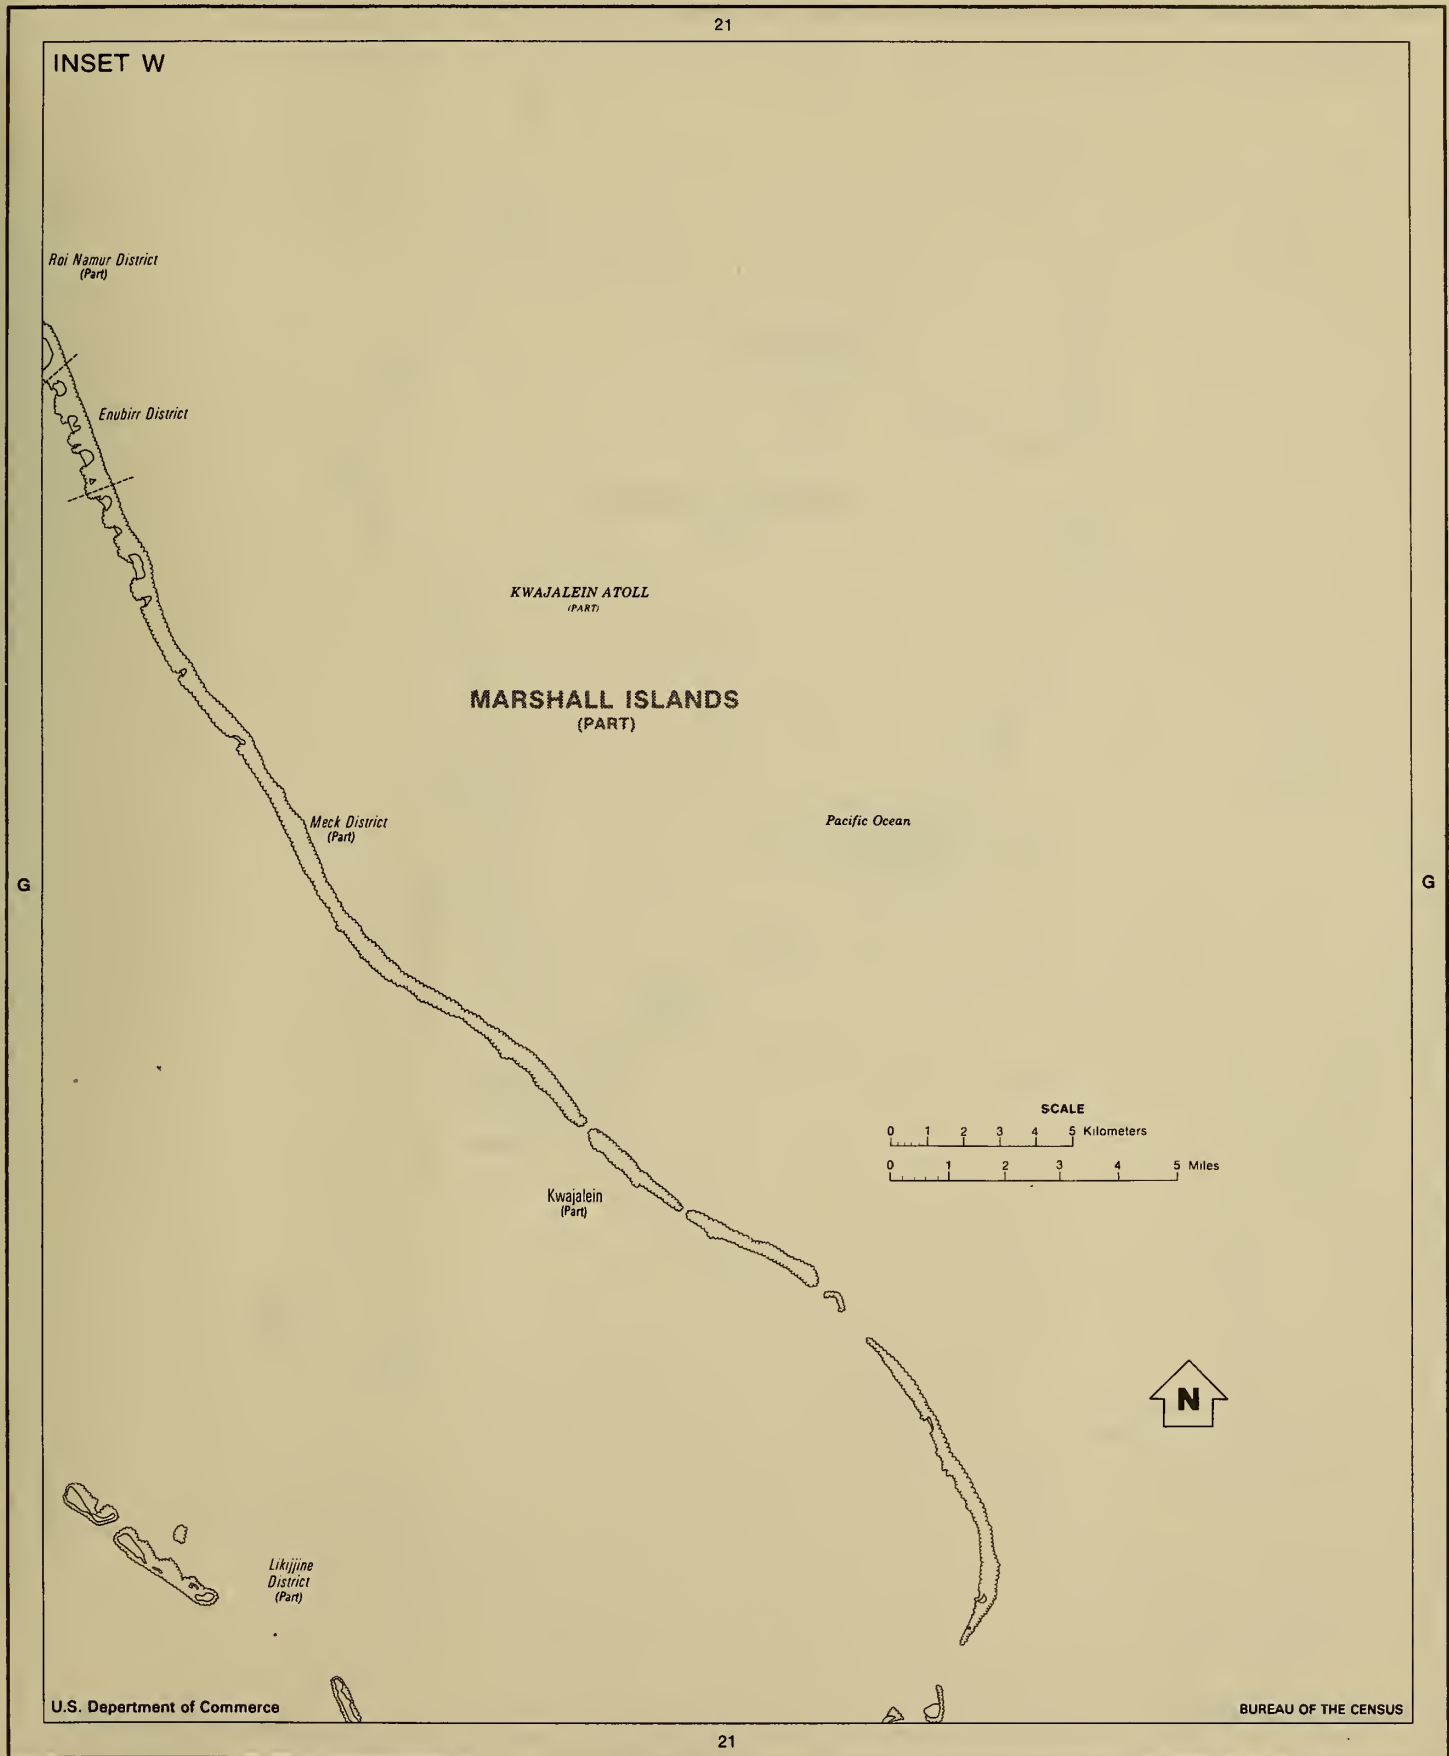 21
INSET W
Roi Namur District
(Part)
Enubirr District
KWAJALEIN ATOLL
(PART)
MARSHALL ISLANDS
(PART)
Meck District
(Part)
Pacific Ocean
G
G
SCALE
0 1 2 3 4 5 Kilometers
0 1 2 3 4 5 Miles
Kwajalein
(Part)
N
Likijjine
District
(Part)
U.S. Department of Commerce
BUREAU OF THE CENSUS
21